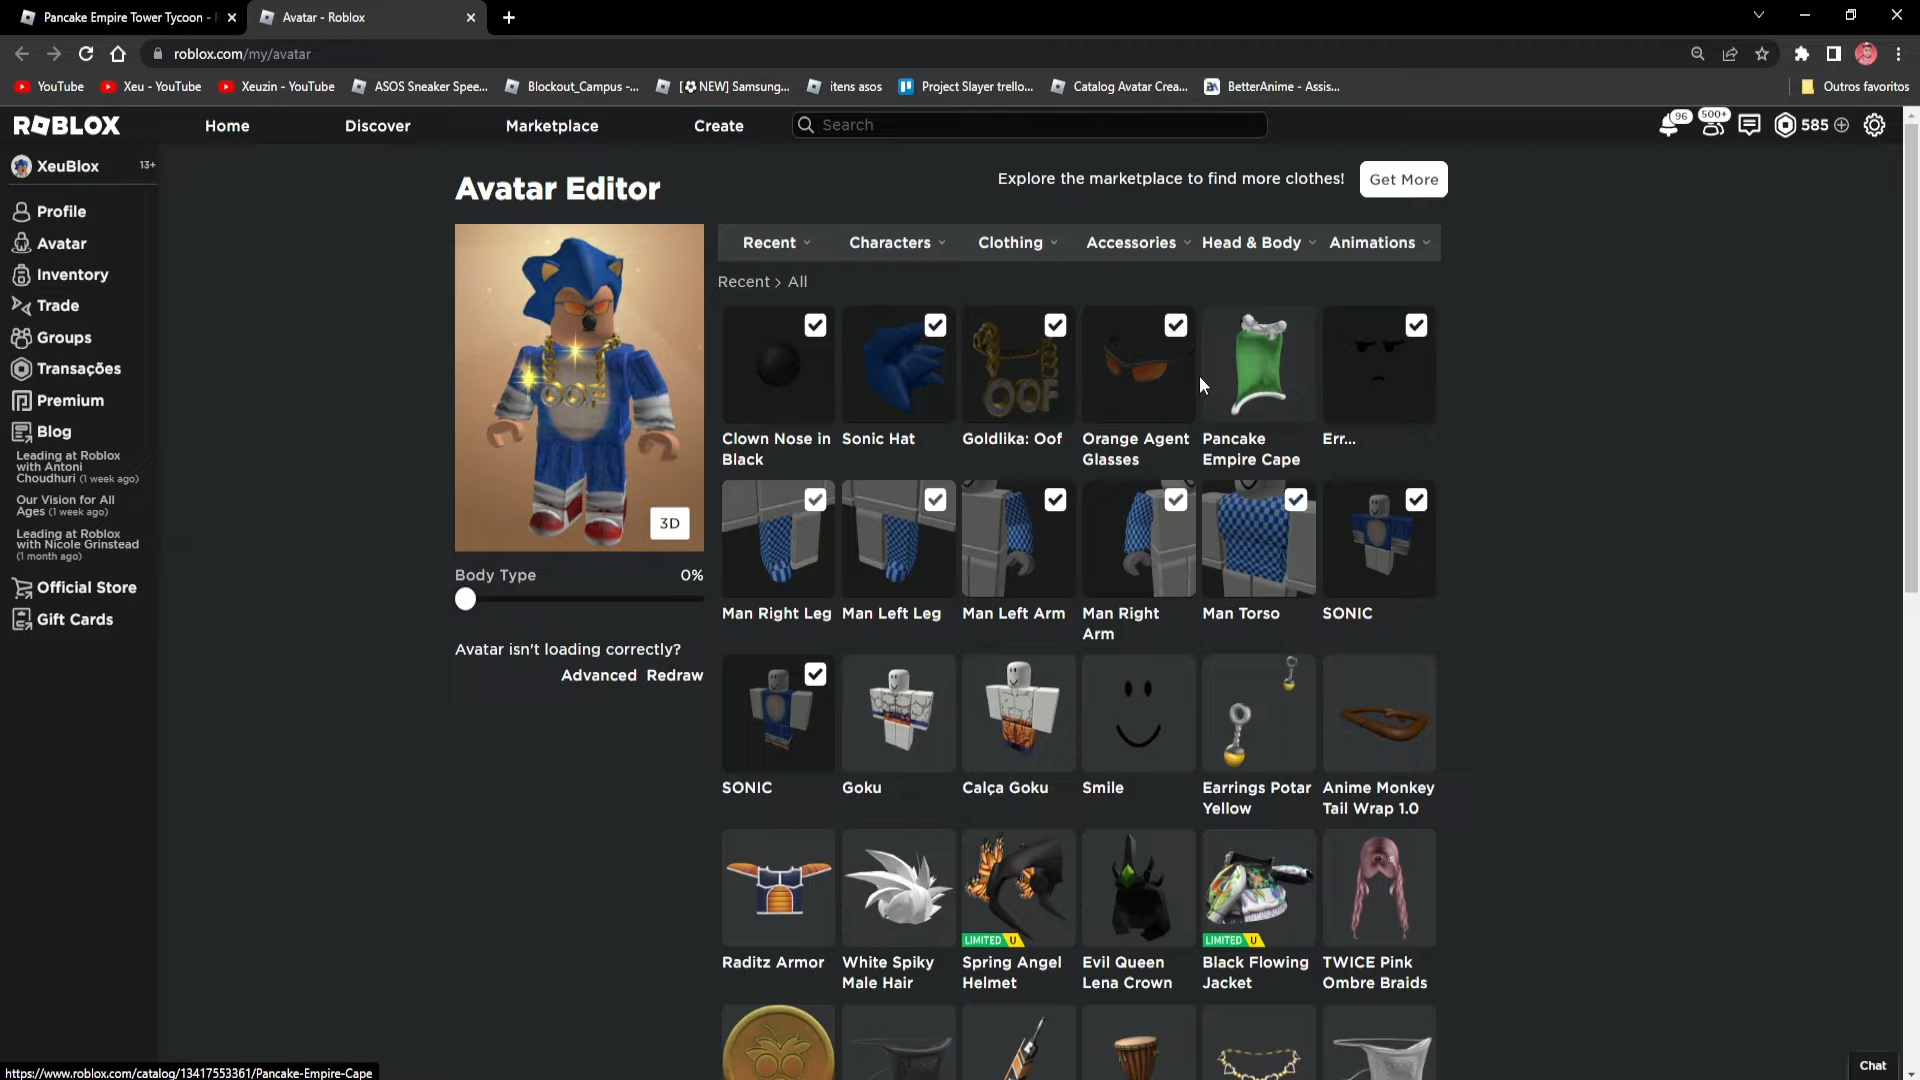 Pancake Empire Tower Tycoon -
Avatar - Roblox
roblox.com/my/avatar
YouTube
Xeu - YouTube
Xeuzin - YouTube
ASOS Sneaker Spee...
Blockout_Campus -...
[⚽NEW] Samsung...
itens asos
Project Slayer trello...
Catalog Avatar Crea...
BetterAnime - Assis...
Outros favoritos
ROBLOX
Home
Discover
Marketplace
Create
Search
96
500+
585
XeuBlox
13+
Profile
Avatar
Inventory
Trade
Groups
Transações
Premium
Blog
Leading at Roblox
with Antoni
Choudhuri (1 week ago)
Our Vision for All
Ages (1 week ago)
Leading at Roblox
with Nicole Grinstead
(1 month ago)
Official Store
Gift Cards
Avatar Editor
Explore the marketplace to find more clothes!
Get More
OOF
3D
Body Type
0%
Avatar isn't loading correctly?
Advanced Redraw
Recent
Characters
Clothing
Accessories
Head & Body
Animations
Recent > All
OOF
Clown Nose in
Black
Sonic Hat
Goldlika: Oof
Orange Agent
Glasses
Pancake
Empire Cape
Err...
Man Right Leg
Man Left Leg
Man Left Arm
Man Right
Arm
Man Torso
SONIC
SONIC
Goku
Calça Goku
Smile
Earrings Potar
Yellow
Anime Monkey
Tail Wrap 1.0
LIMITED U
LIMITED U
Raditz Armor
White Spiky
Male Hair
Spring Angel
Helmet
Evil Queen
Lena Crown
Black Flowing
Jacket
TWICE Pink
Ombre Braids
https://www.roblox.com/catalog/13417553361/Pancake-Empire-Cape
Chat